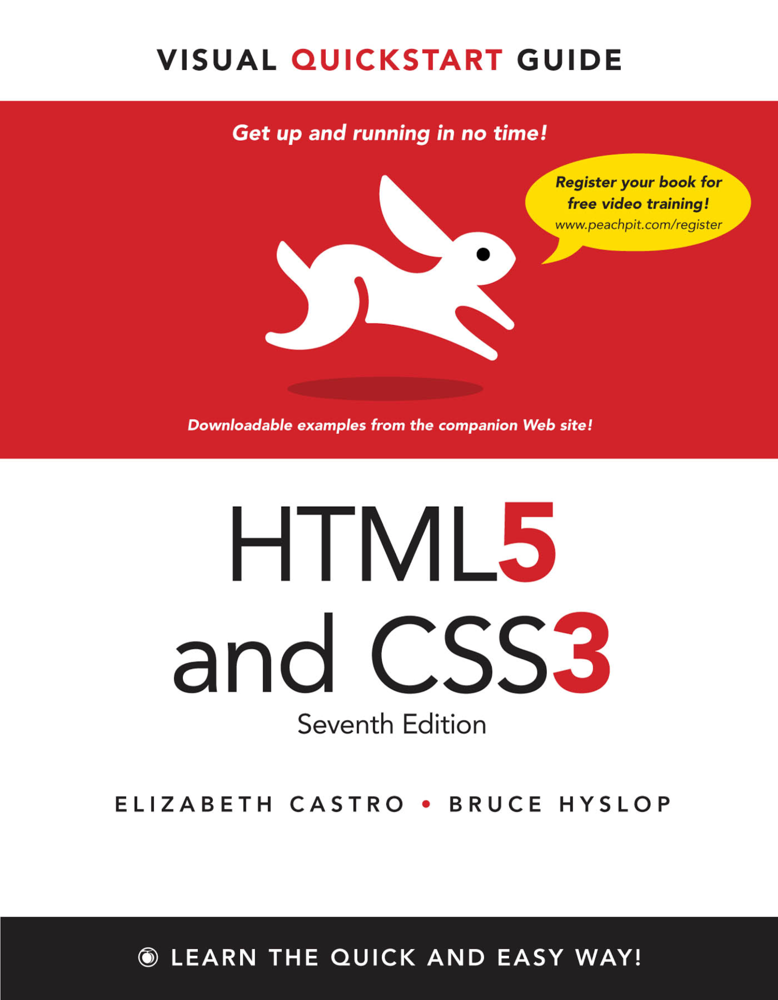 VISUAL QUICKSTART GUIDE
Get up and running in no time!
Register your book for
free video training!
www.peachpit.com/register
Downloadable examples from the companion Web site!
HTML5
and CSS3
Seventh Edition
ELIZABETH CASTRO • BRUCE HYSLOP
LEARN THE QUICK AND EASY WAY!